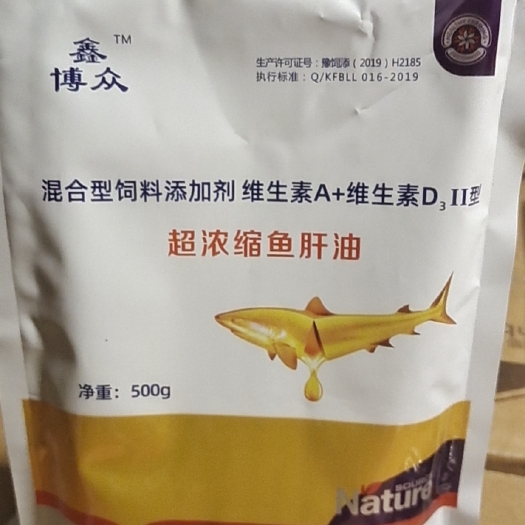 鑫
博众
TM
生产许可证号：豫饲添（2019）H2185
执行标准：Q/KFBLL 016-2019
混合型饲料添加剂 维生素A+维生素D3 II型
超浓缩鱼肝油
净重：500g
Nature